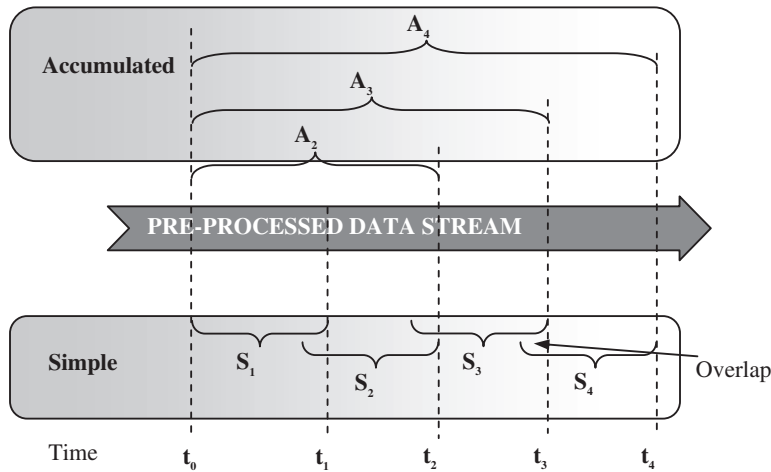 A₄
Accumulated
A₃
A₂
PRE-PROCESSED DATA STREAM
S₁
S₂
S₃
S₄
Simple
Overlap
Time t₀ t₁ t₂ t₃ t₄